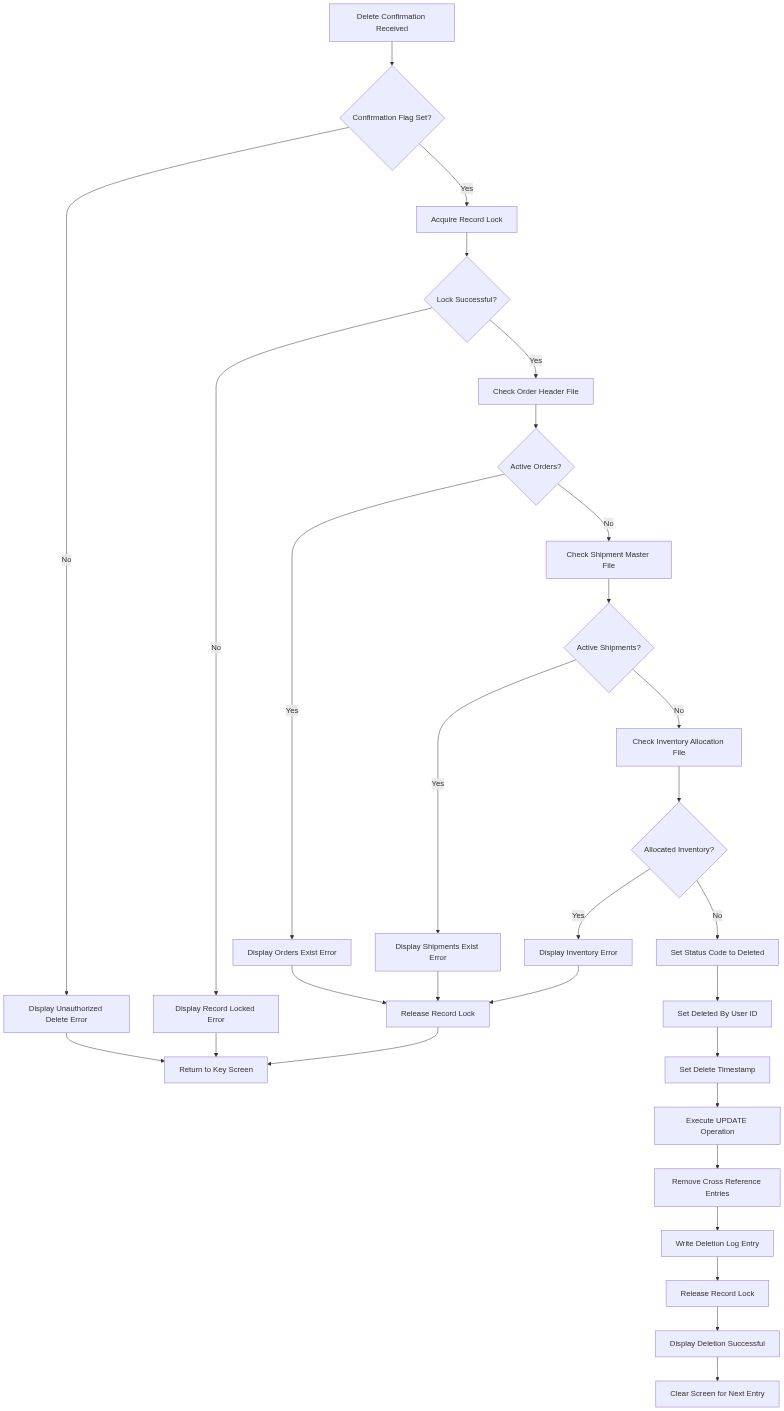 Delete Confirmation
Received
Confirmation Flag Set?
Yes
Acquire Record Lock
Lock Successful?
Yes
Check Order Header File
Active Orders?
No
Check Shipment Master
File
No
Active Shipments?
No
No
Yes
Check Inventory Allocation
File
Yes
Allocated Inventory?
Yes
No
Display Orders Exist Error
Display Shipments Exist
Error
Display Inventory Error
Set Status Code to Deleted
Display Unauthorized
Delete Error
Display Record Locked
Error
Release Record Lock
Set Deleted By User ID
Return to Key Screen
Set Delete Timestamp
Execute UPDATE
Operation
Remove Cross Reference
Entries
Write Deletion Log Entry
Release Record Lock
Display Deletion Successful
Clear Screen for Next Entry